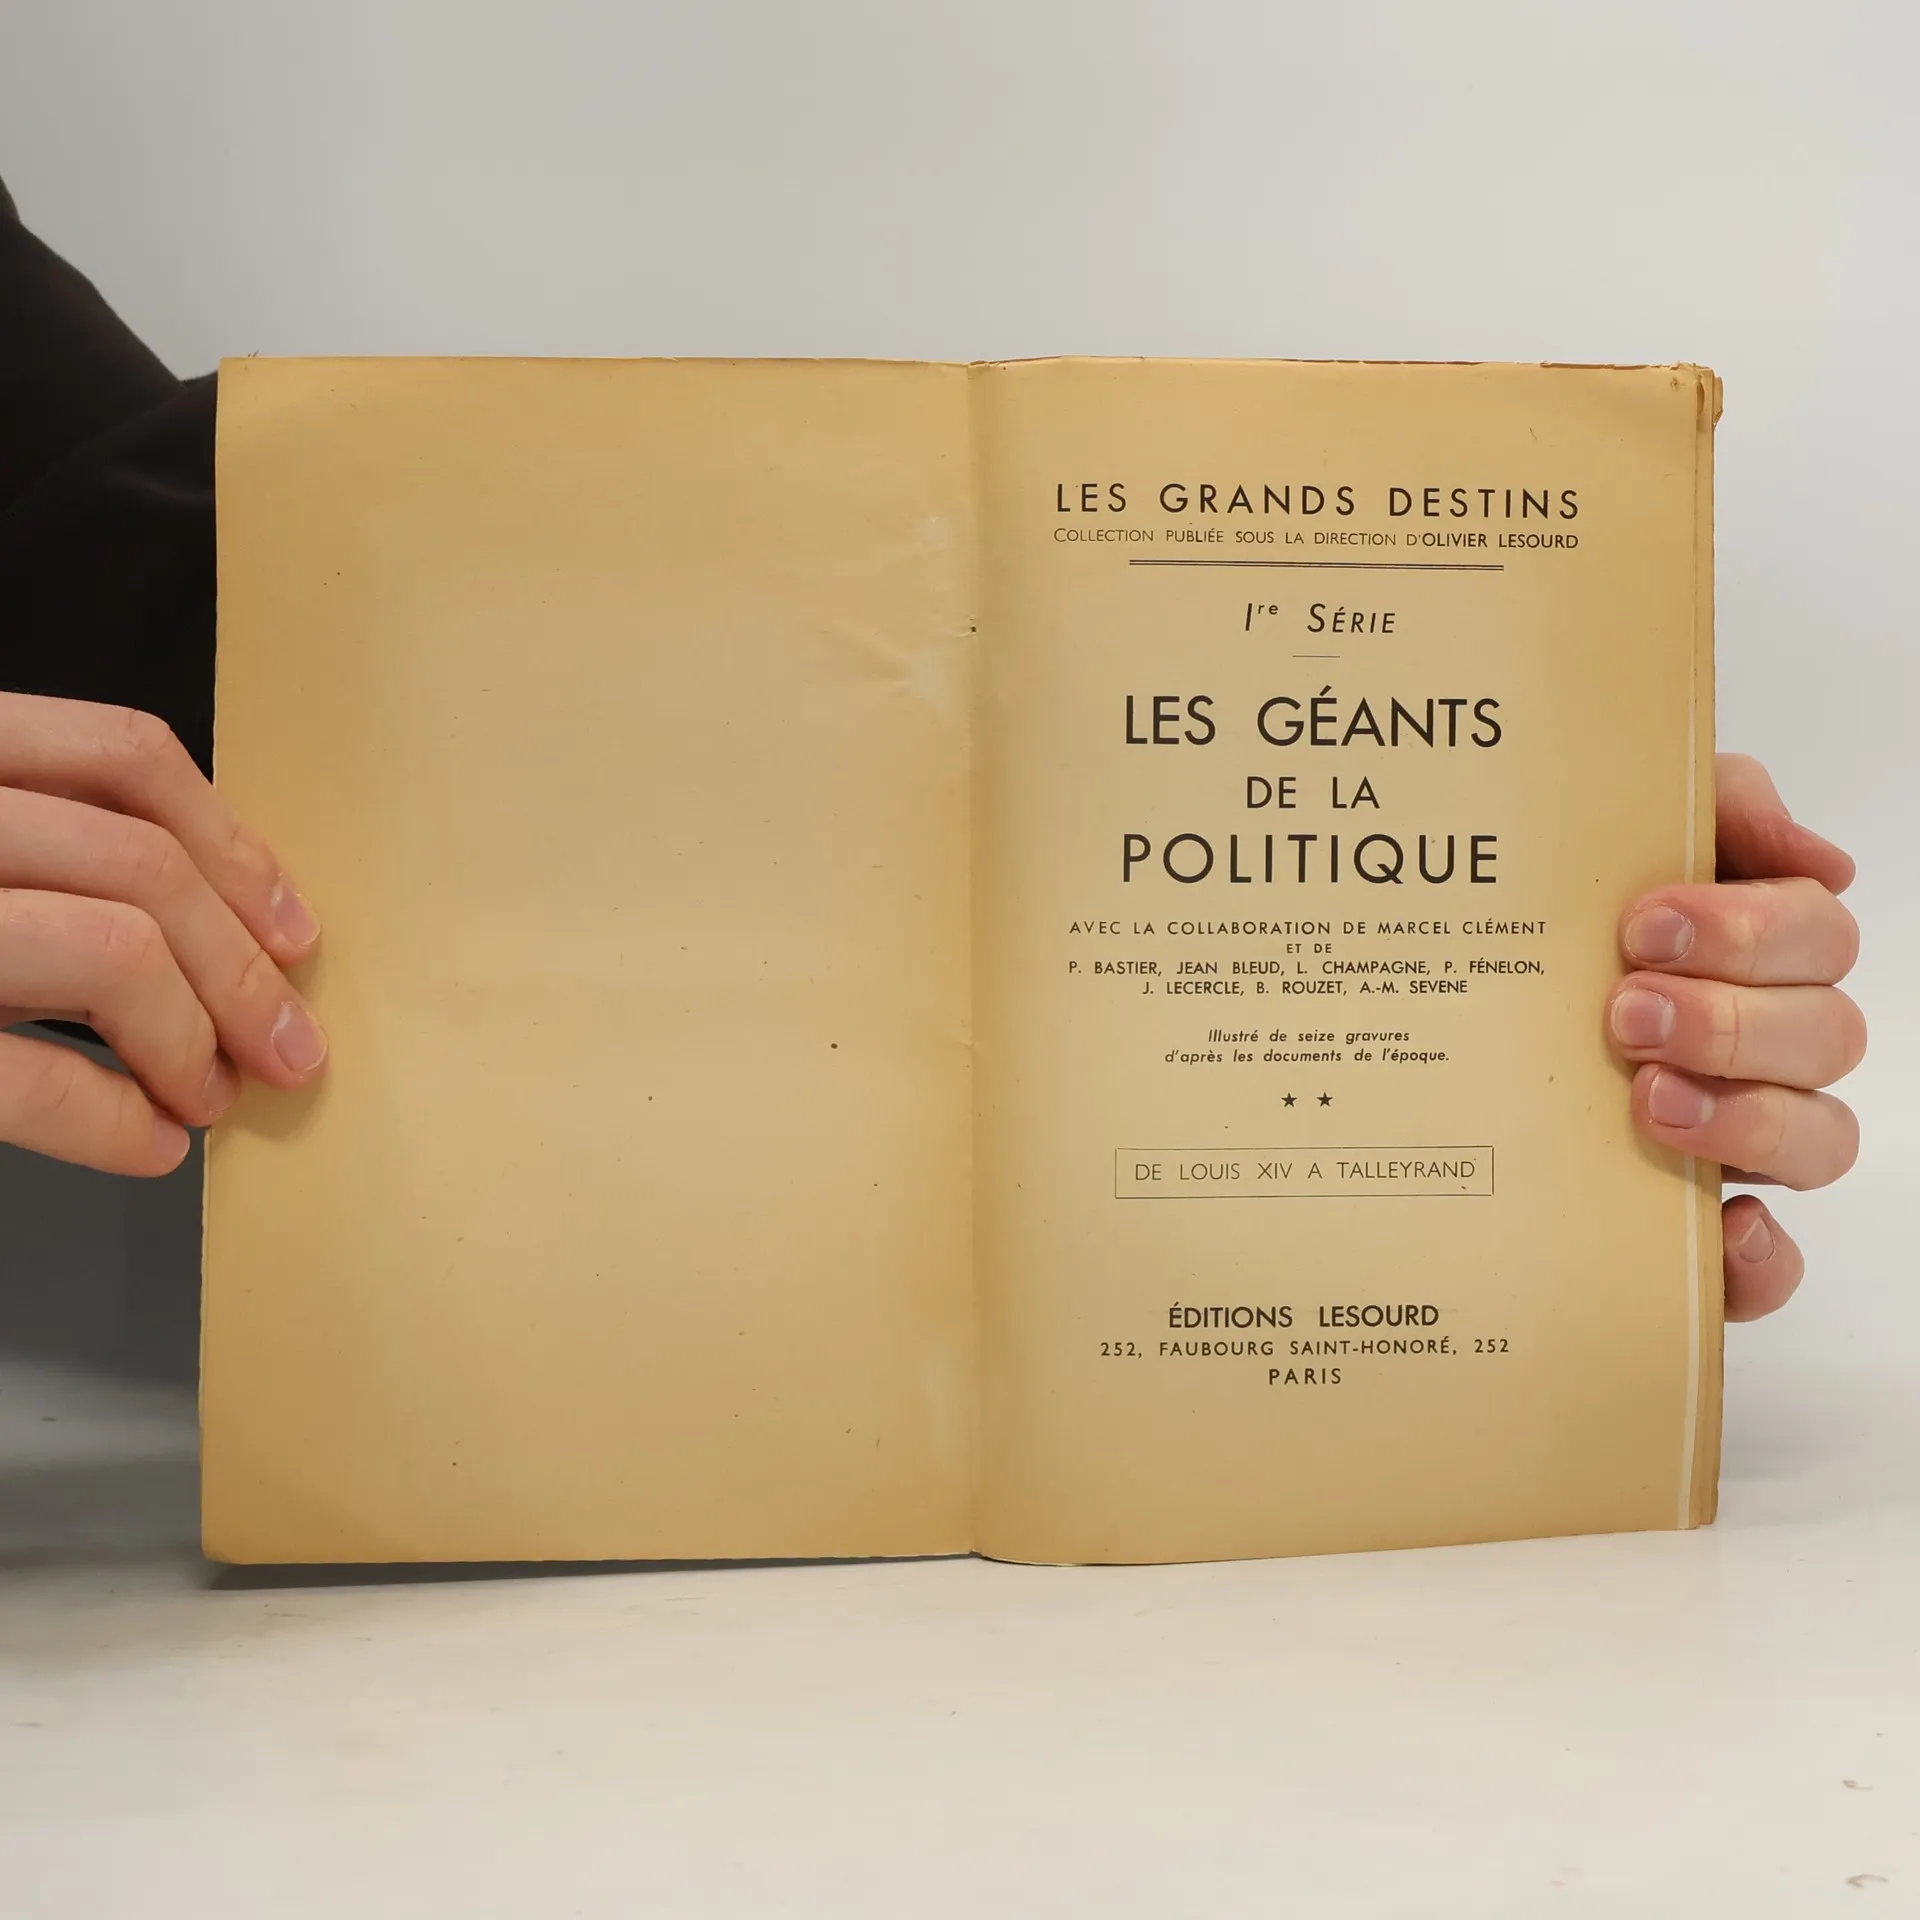 LES GRANDS DESTINS
COLLECTION PUBLIÉE SOUS LA DIRECTION D'OLIVIER LESOURD
Ire SÉRIE
LES GÉANTS
DE LA
POLITIQUE
AVEC LA COLLABORATION DE MARCEL CLÉMENT
ET DE
P. BASTIER, JEAN BLEUD, L. CHAMPAGNE, P. FÉNELON,
J. LECERCLE, B. ROUZET, A.-M. SEVENE
Illustré de seize gravures
d'après les documents de l'époque.
★ ★
DE LOUIS XIV A TALLEYRAND
ÉDITIONS LESOURD
252, FAUBOURG SAINT-HONORÉ, 252
PARIS